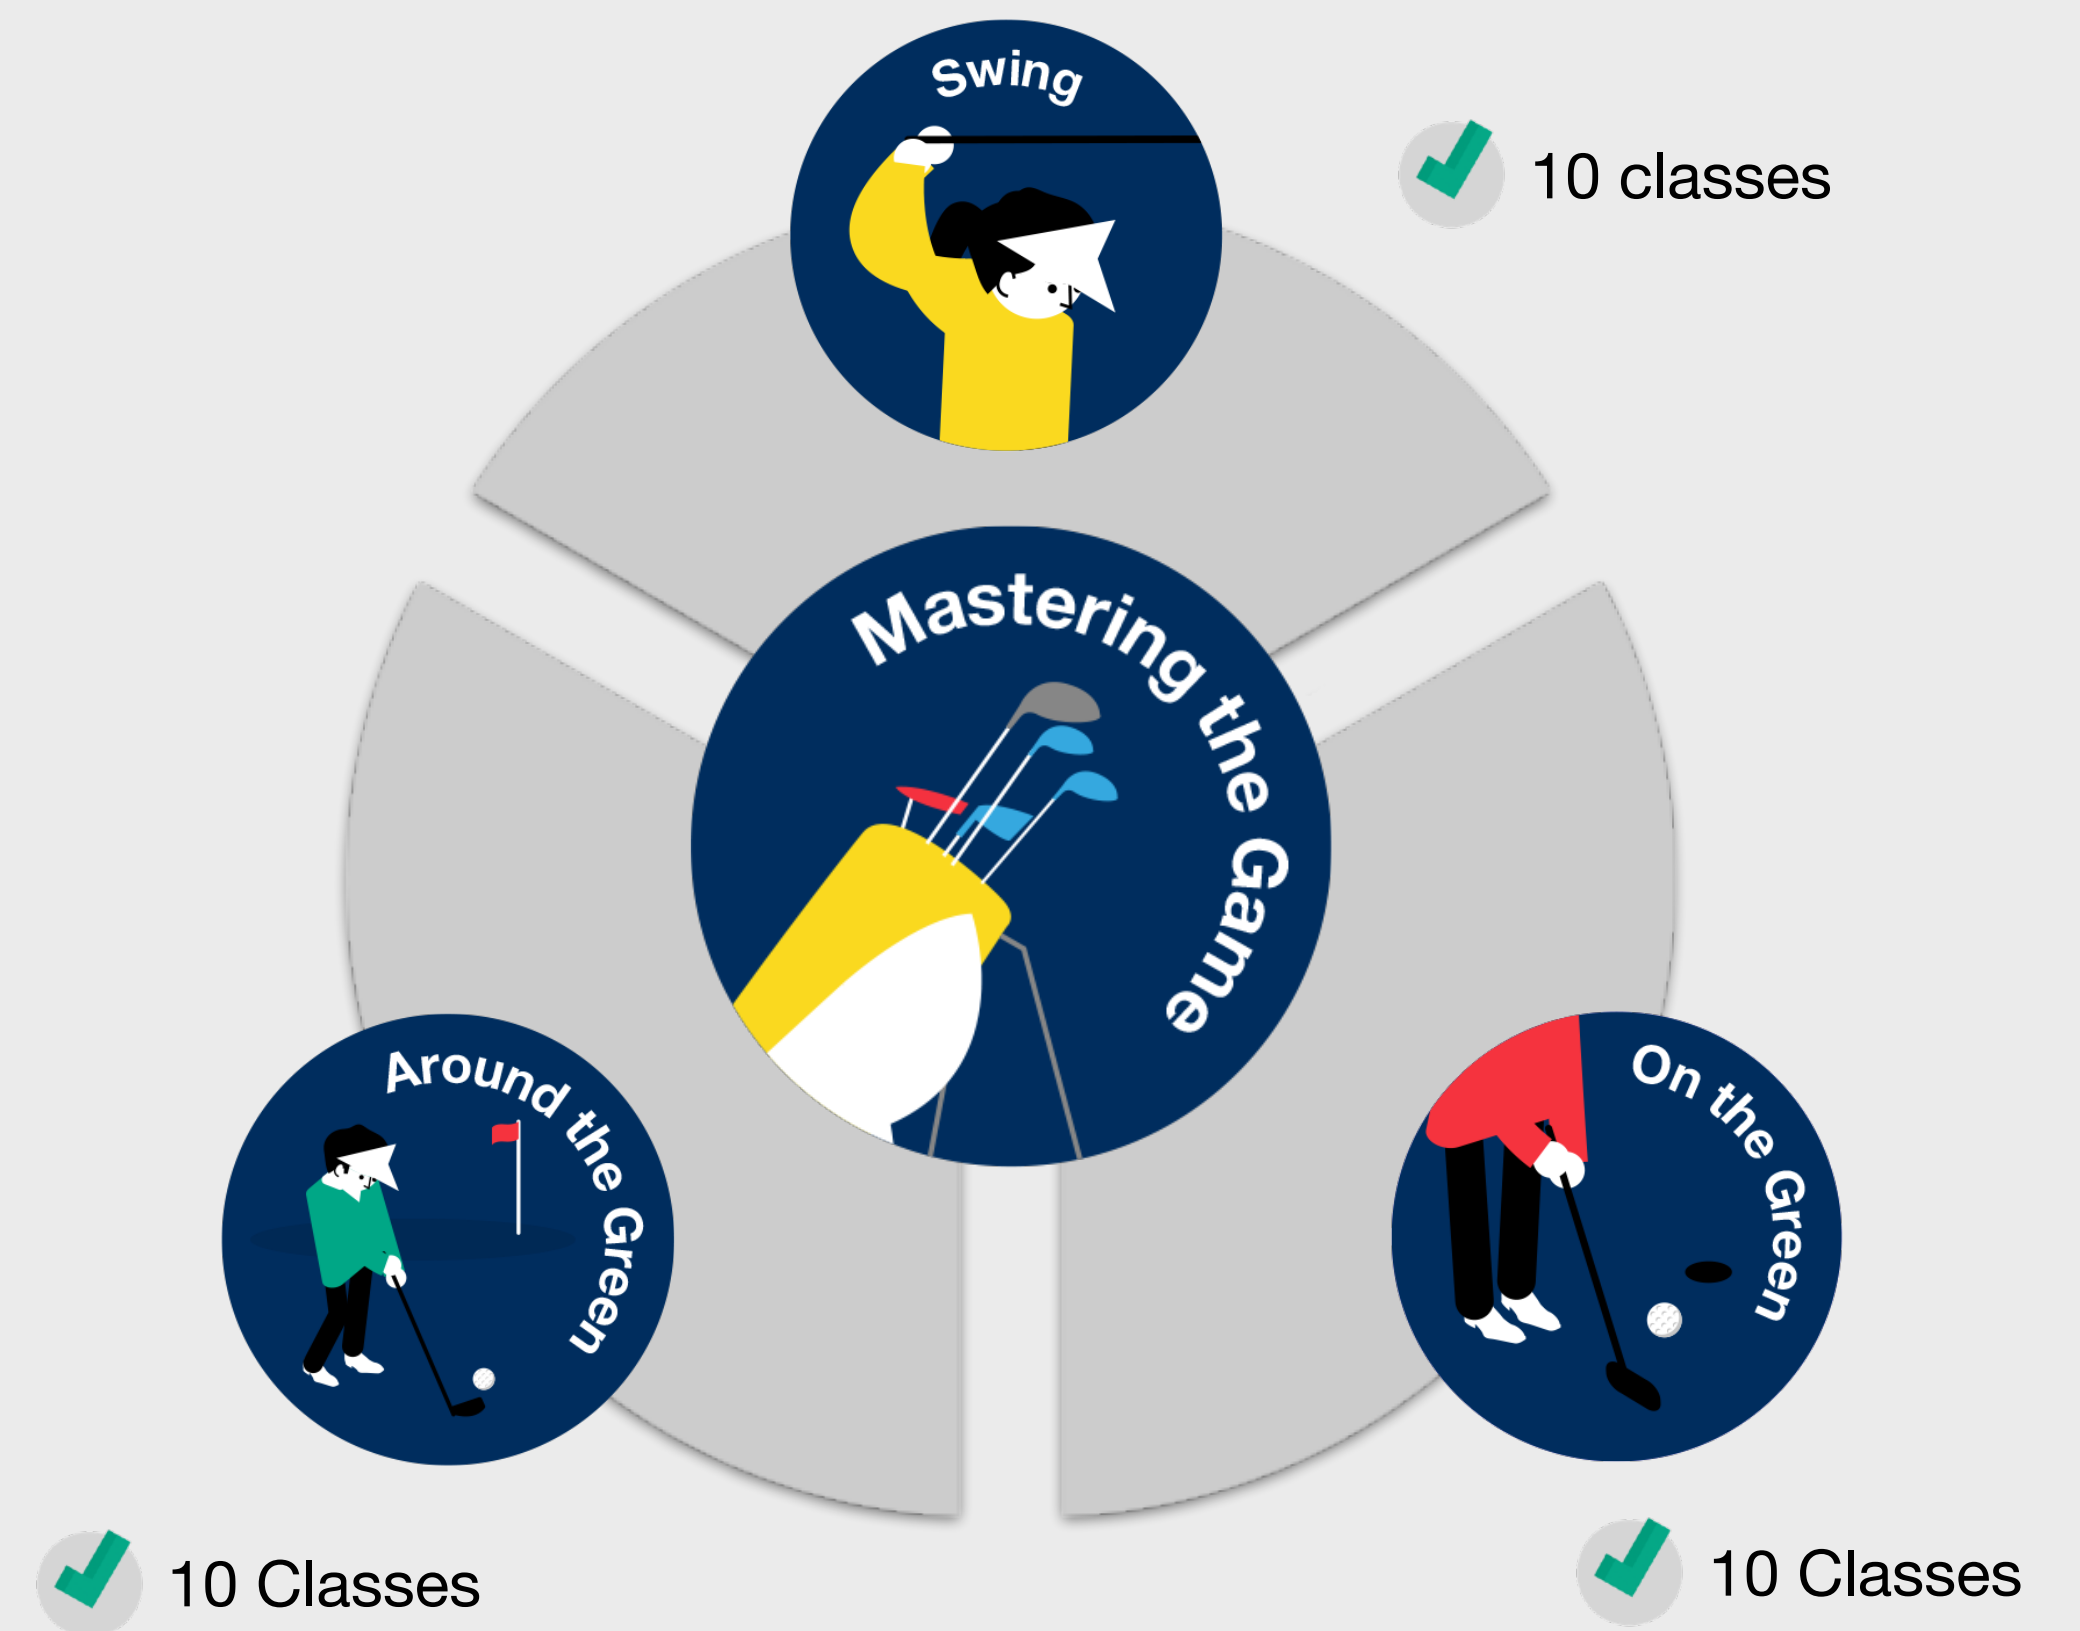 Swing
10 classes
Mastering the Game
Around the Green
On the Green
10 Classes
10 Classes